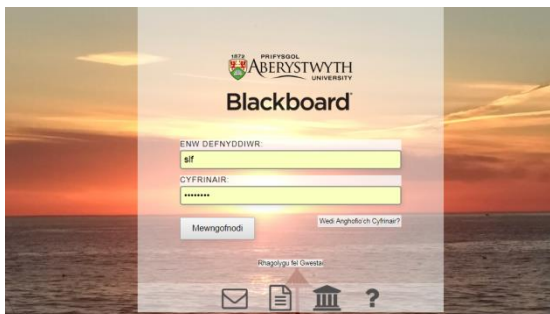 1872
PRIFYSGOL
ABERYSTWYTH
UNIVERSITY
Blackboard
ENW DEFNYDDIWR:
slf
CYFRINAIR:
••••••••
Mewngofnodi
Wedi Anghofio'ch Cyfrinair?
Rhagolygu fel Gwestai
?